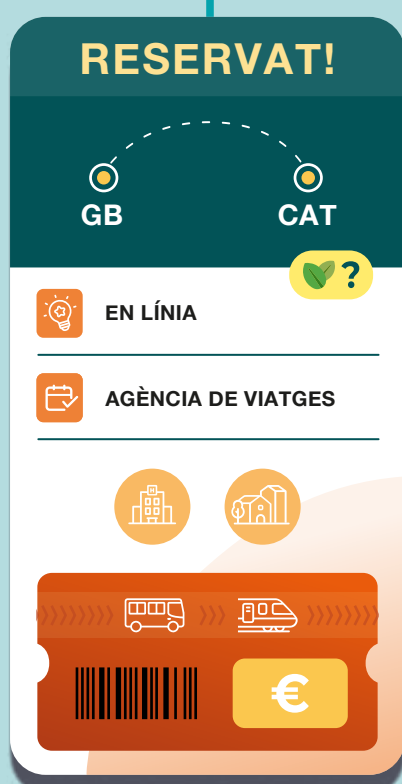 RESERVAT!
GB CAT
?
EN LÍNIA
AGÈNCIA DE VIATGES
H
€